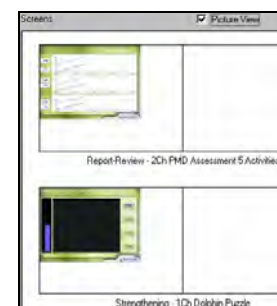 Screens Picture View
Report-Review - 2Ch PMD Assessment 5 Activities
Strengthening - 1Ch Dolphin Puzzle